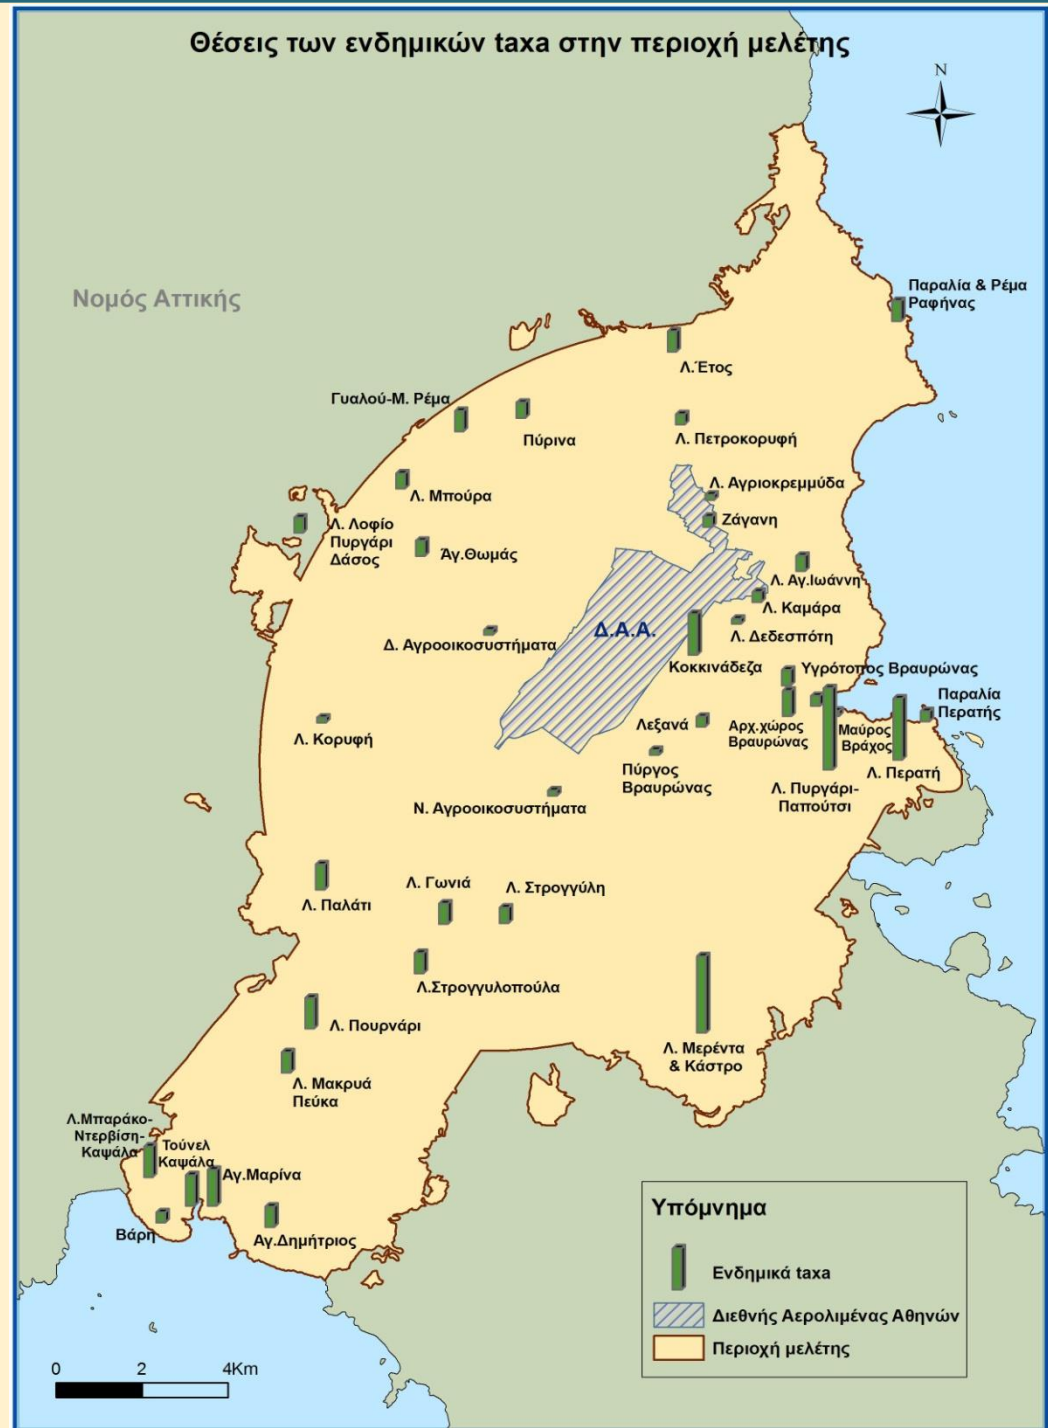 Θέσεις των ενδημικών taxa στην περιοχή μελέτης
N
Νομός Αττικής
Παραλία & Ρέμα
Ραφήνας
Λ.Έτος
Γυαλού-Μ. Ρέμα
Πύρινα
Λ. Πετροκορυφή
Λ. Μπούρα
Λ. Αγριοκρεμμύδα
Ζάγανη
Λ. Λοφίο
Πυργάρι
Δάσος
Άγ.Θωμάς
Λ. Αγ.Ιωάννη
Λ. Καμάρα
Δ.Α.Α.
Λ. Δεδεσπότη
Δ. Αγροοικοσυστήματα
Κοκκινάδεζα
Υγρότοπος Βραυρώνας
Παραλία
Περατής
Λ. Κορυφή
Λεξανά
Αρχ.χώρος
Βραυρώνας
Μαύρος
Βράχος
Λ. Περατή
Πύργος
Βραυρώνας
Λ. Πυργάρι-
Παπούτσι
Ν. Αγροοικοσυστήματα
Λ. Γωνιά
Λ. Στρογγύλη
Λ. Παλάτι
Λ.Στρογγυλοπούλα
Λ. Πουρνάρι
Λ. Μερέντα
& Κάστρο
Λ. Μακρυά
Πεύκα
Λ.Μπαράκο-
Ντερβίση-
Καψάλα
Τούνελ
Καψάλα
Αγ.Μαρίνα
Βάρη
Αγ.Δημήτριος
Υπόμνημα
Ενδημικά taxa
Διεθνής Αερολιμένας Αθηνών
Περιοχή μελέτης
0 2 4Km